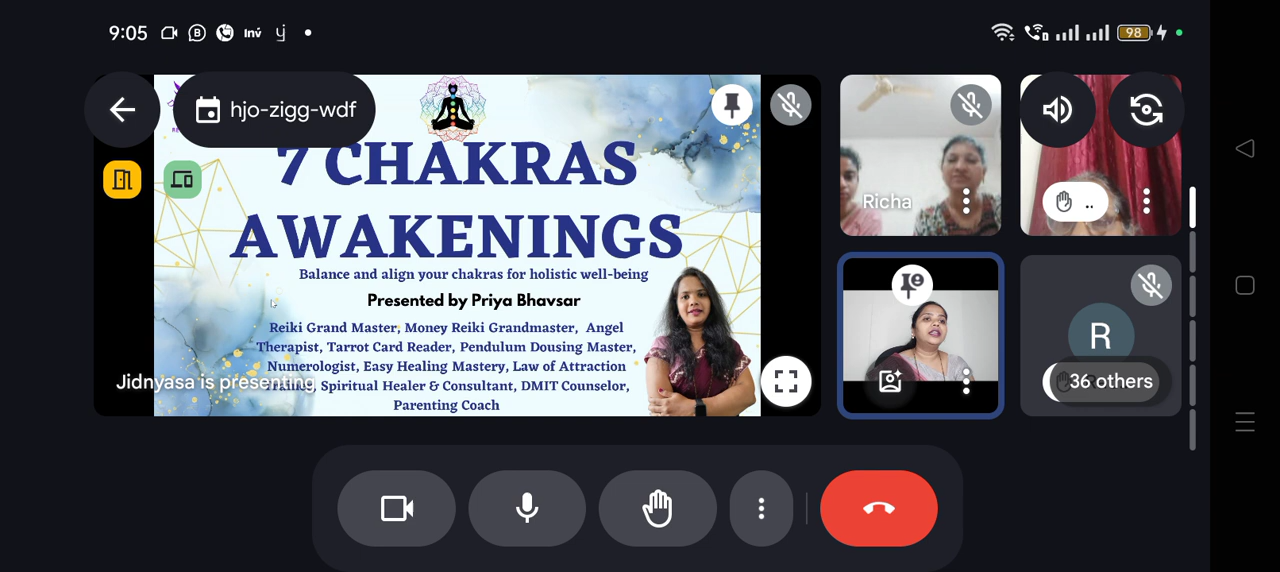 9:05
Inv
98
hjo-zigg-wdf
7 CHAKRAS
AWAKENINGS
Balance and align your chakras for holistic well-being
Presented by Priya Bhavsar
Reiki Grand Master, Money Reiki Grandmaster, Angel
Therapist, Tarrot Card Reader, Pendulum Dousing Master,
Numerologist, Easy Healing Mastery, Law of Attraction
Spiritual Healer & Consultant, DMIT Counselor,
Parenting Coach
Jidnyasa is presenting
Richa
..
R
36 others